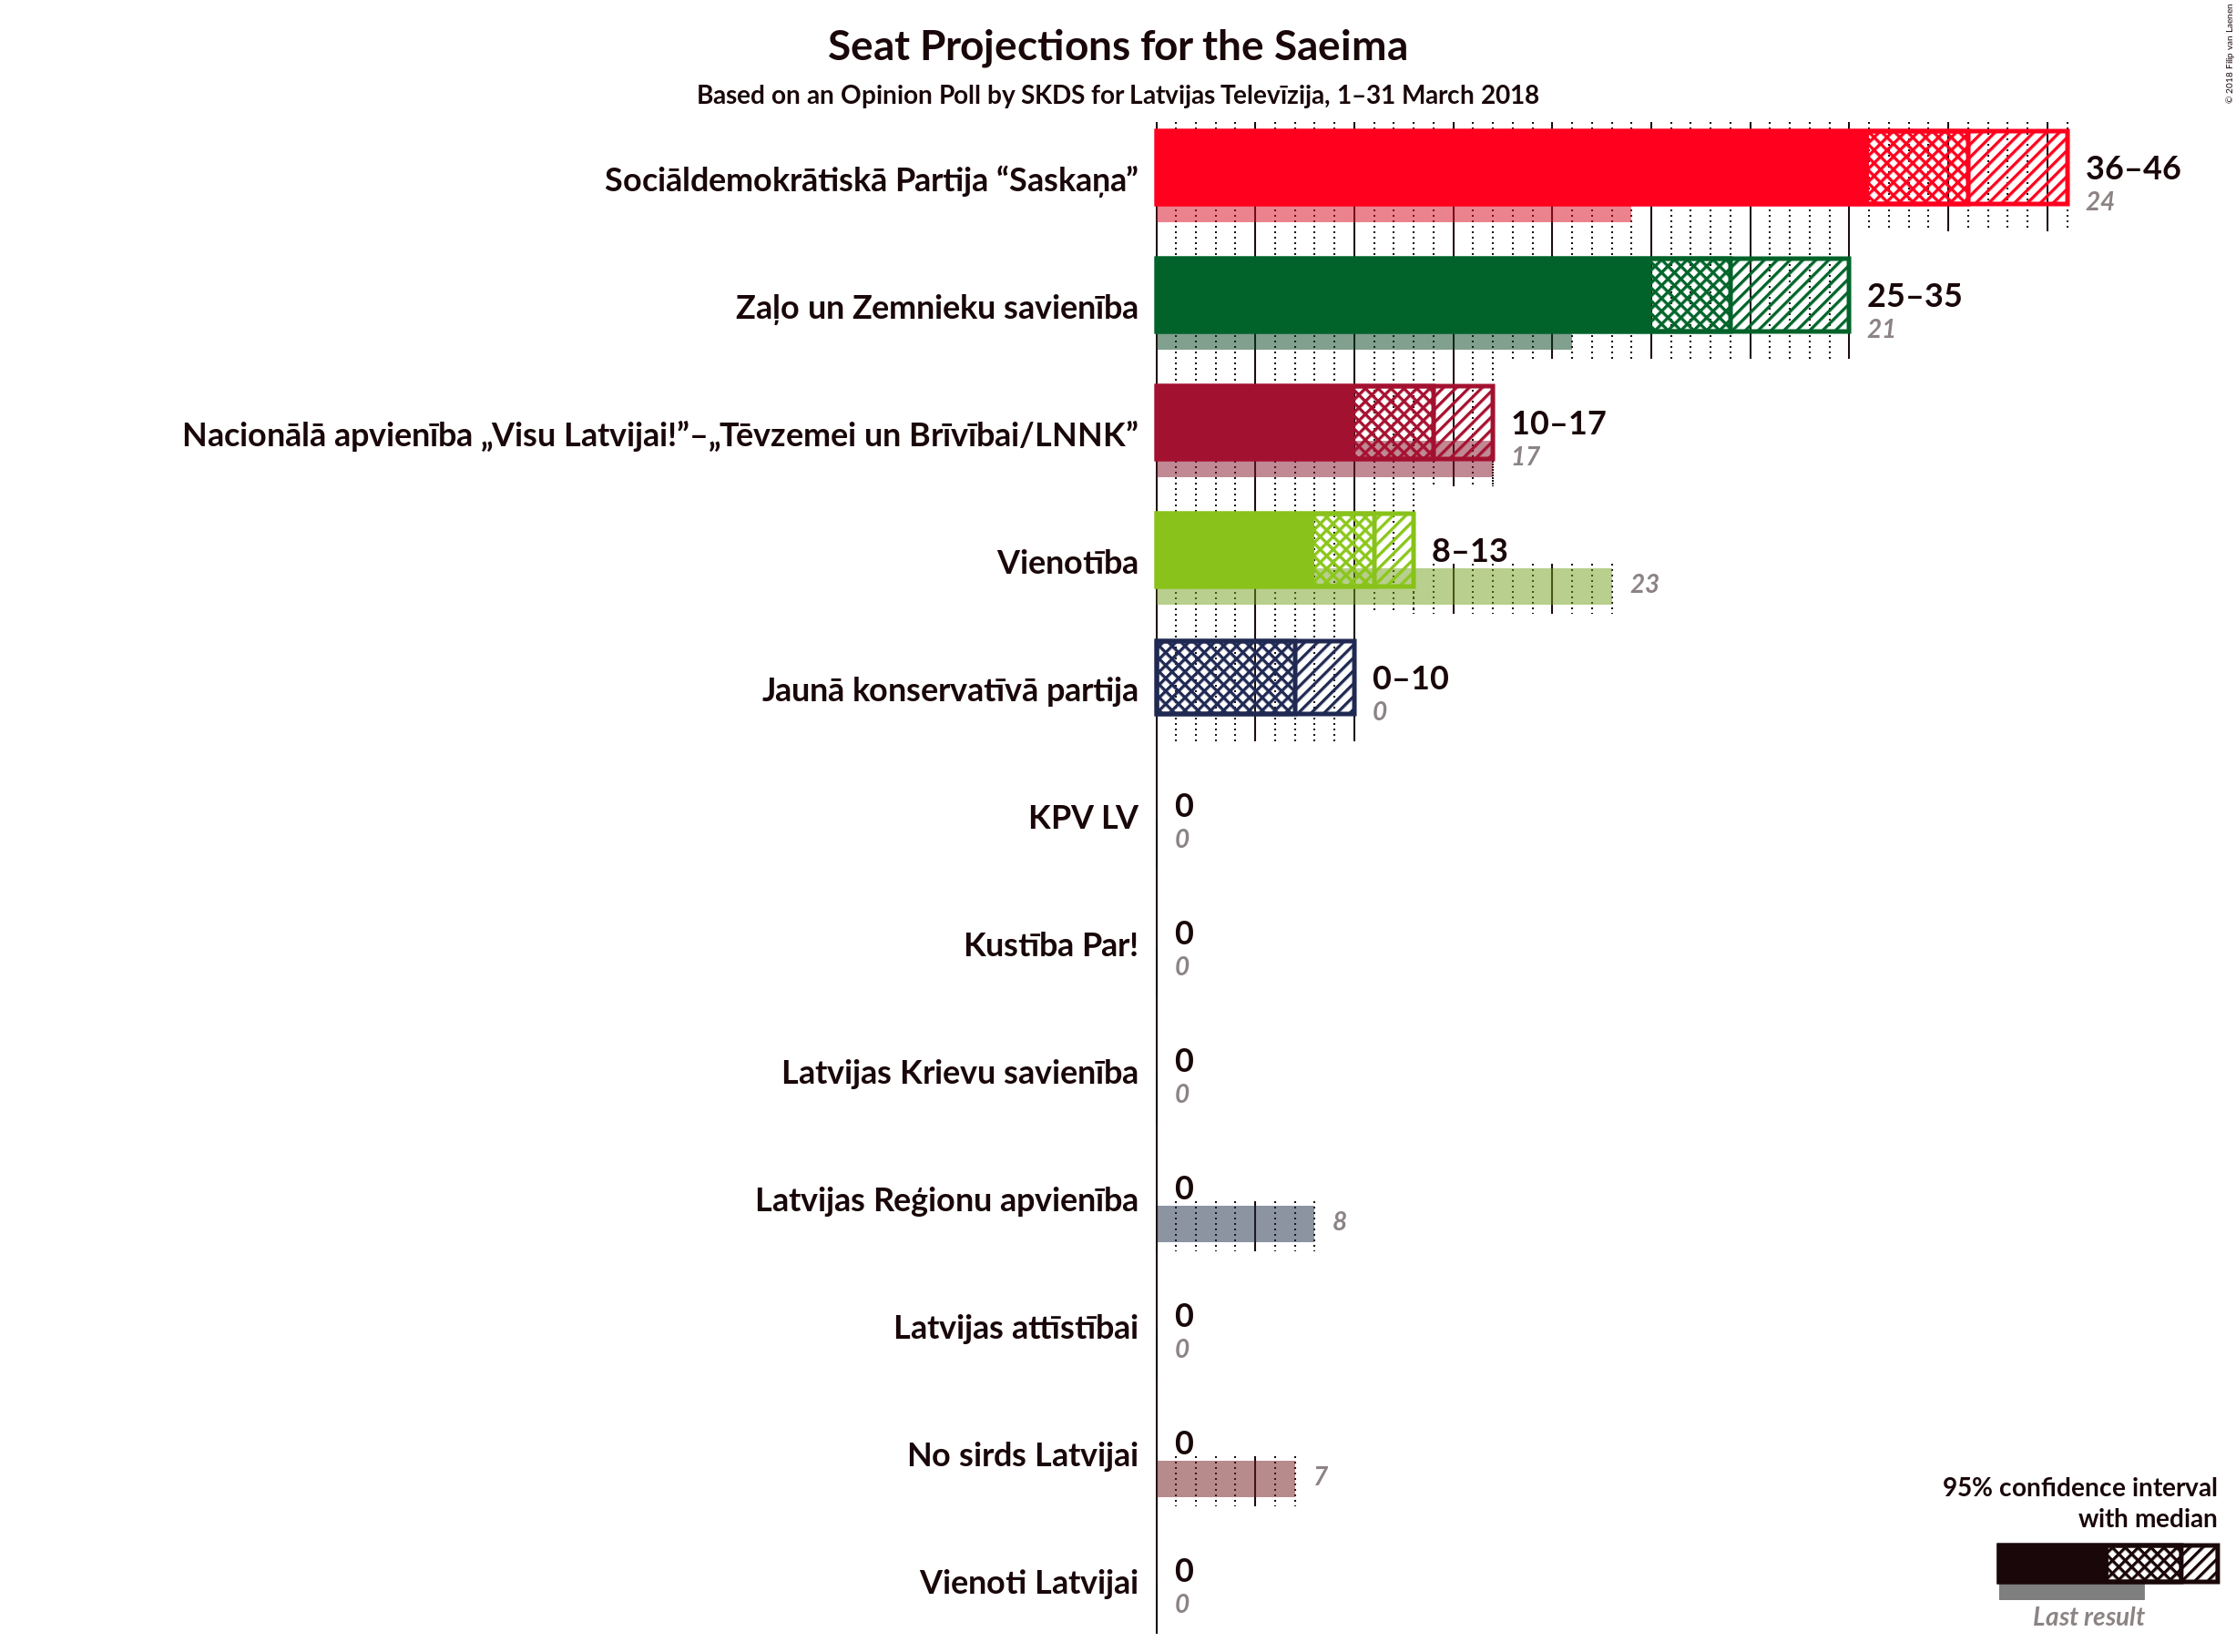 Seat Projections for the Saeima
Based on an Opinion Poll by SKDS for Latvijas Televīzija, 1–31 March 2018
© 2018 Filip van Laenen
Sociāldemokrātiskā Partija “Saskaņa”
36–46
24
Zaļo un Zemnieku savienība
25–35
21
Nacionālā apvienība „Visu Latvijai!”–„Tēvzemei un Brīvībai/LNNK”
10–17
17
Vienotība
8–13
23
Jaunā konservatīvā partija
0–10
0
KPV LV
0
0
Kustība Par!
0
0
Latvijas Krievu savienība
0
0
Latvijas Reģionu apvienība
0
8
Latvijas attīstībai
0
0
No sirds Latvijai
0
7
Vienoti Latvijai
0
0
95% confidence interval
with median
Last result